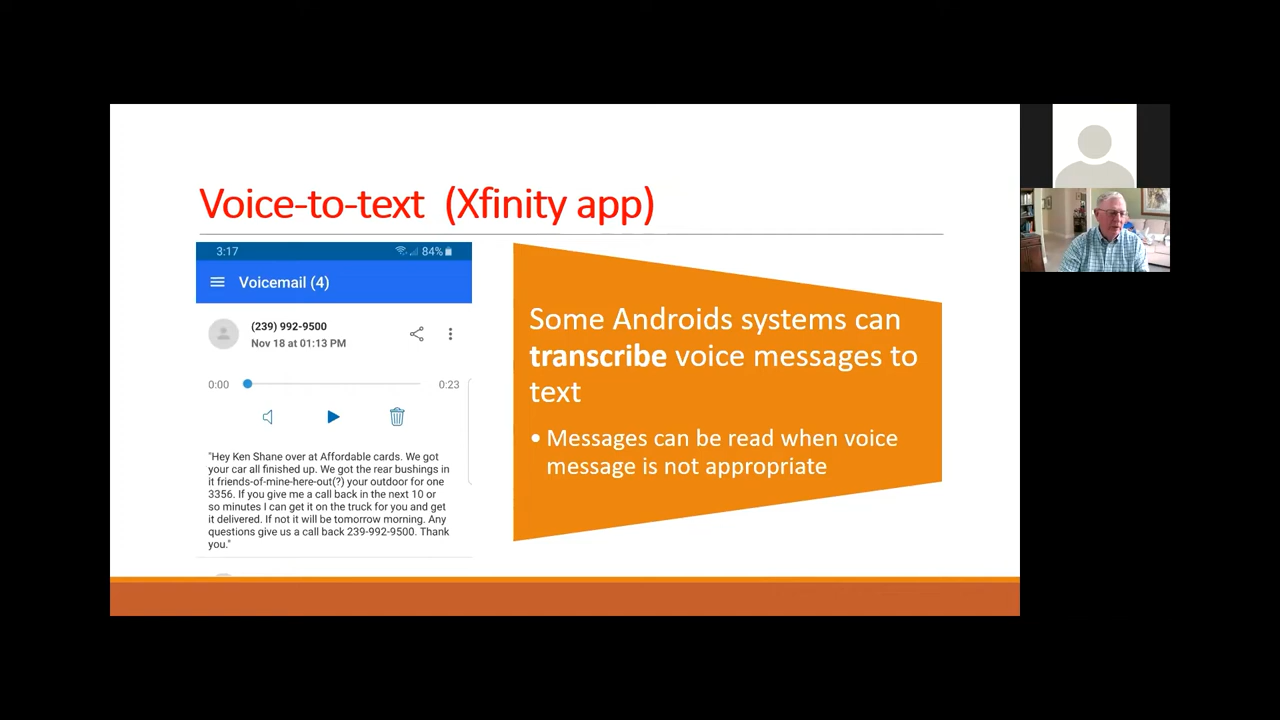 Voice-to-text (Xfinity app)
3:17
84%
Voicemail (4)
(239) 992-9500
Nov 18 at 01:13 PM
0:00
0:23
"Hey Ken Shane over at Affordable cards. We got
your car all finished up. We got the rear bushings in
it friends-of-mine-here-out(?) your outdoor for one
3356. If you give me a call back in the next 10 or
so minutes I can get it on the truck for you and get
it delivered. If not it will be tomorrow morning. Any
questions give us a call back 239-992-9500. Thank
you."
Some Androids systems can
transcribe voice messages to
text
• Messages can be read when voice
message is not appropriate